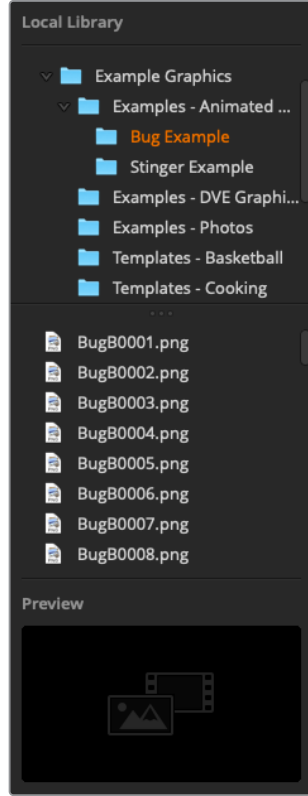 Local Library
Example Graphics
Examples - Animated ...
Bug Example
Stinger Example
Examples - DVE Graphi...
Examples - Photos
Templates - Basketball
Templates - Cooking
BugB0001.png
BugB0002.png
BugB0003.png
BugB0004.png
BugB0005.png
BugB0006.png
BugB0007.png
BugB0008.png
Preview